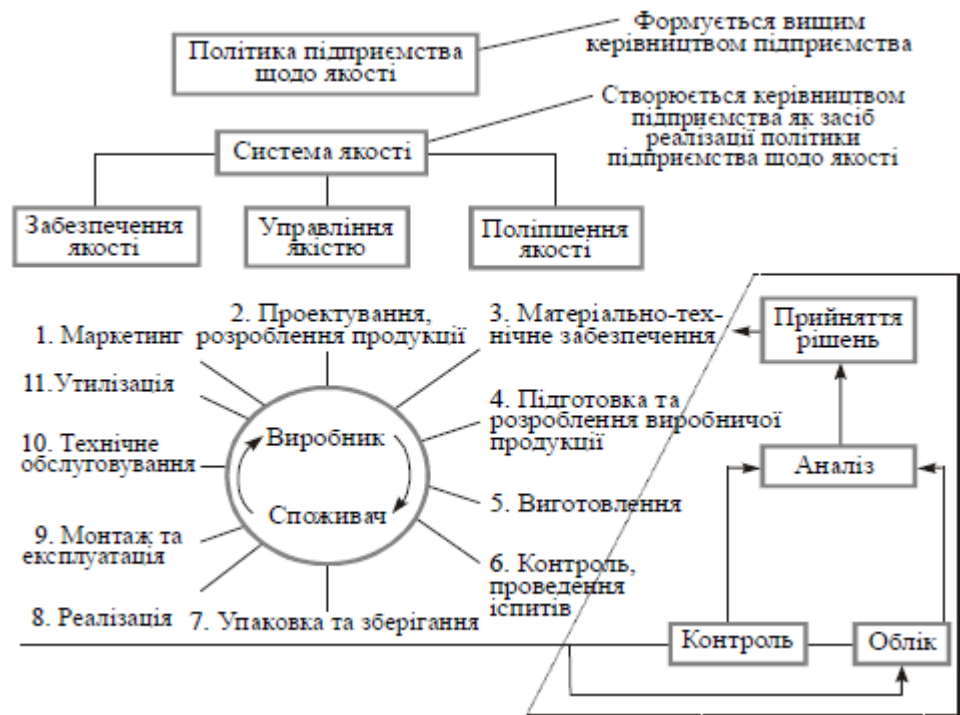 Формується вищим
керівництвом підприємства
Політика підприємства
щодо якості
Створюється керівництвом
підприємства як засіб
реалізації політики
підприємства щодо якості
Система якості
Забезпечення
якості
Управління
якістю
Поліпшення
якості
1. Маркетинг
2. Проектування,
розроблення продукції
3. Матеріально-тех-
нічне забезпечення
Прийняття
рішень
11.Утилізація
4. Підготовка та
розроблення виробничої
продукції
Виробник
10. Технічне
обслуговування
Аналіз
5. Виготовлення
Споживач
9. Монтаж та
експлуатація
6. Контроль,
проведення
іспитів
8. Реалізація
7. Упаковка та зберігання
Контроль
Облік